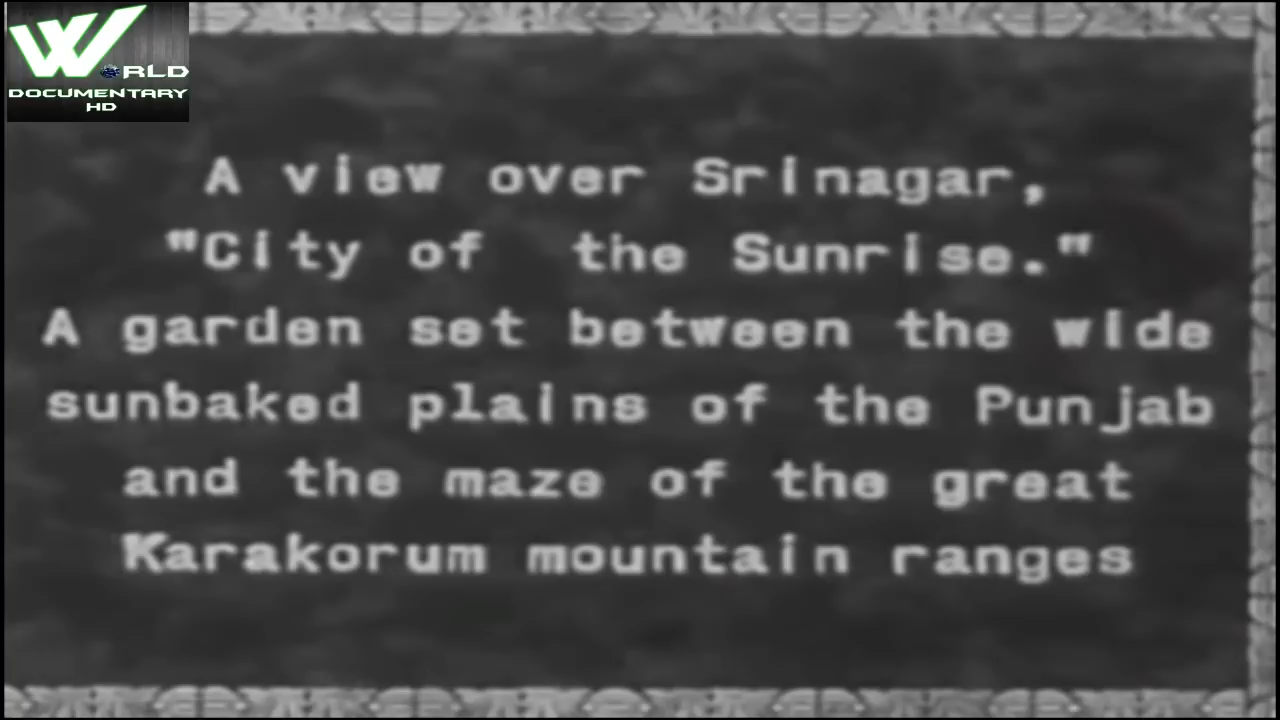 WORLD
DOCUMENTARY
HD
A view over Srinagar,
"City of the Sunrise."
A garden set between the wide
sunbaked plains of the Punjab
and the maze of the great
Karakorum mountain ranges